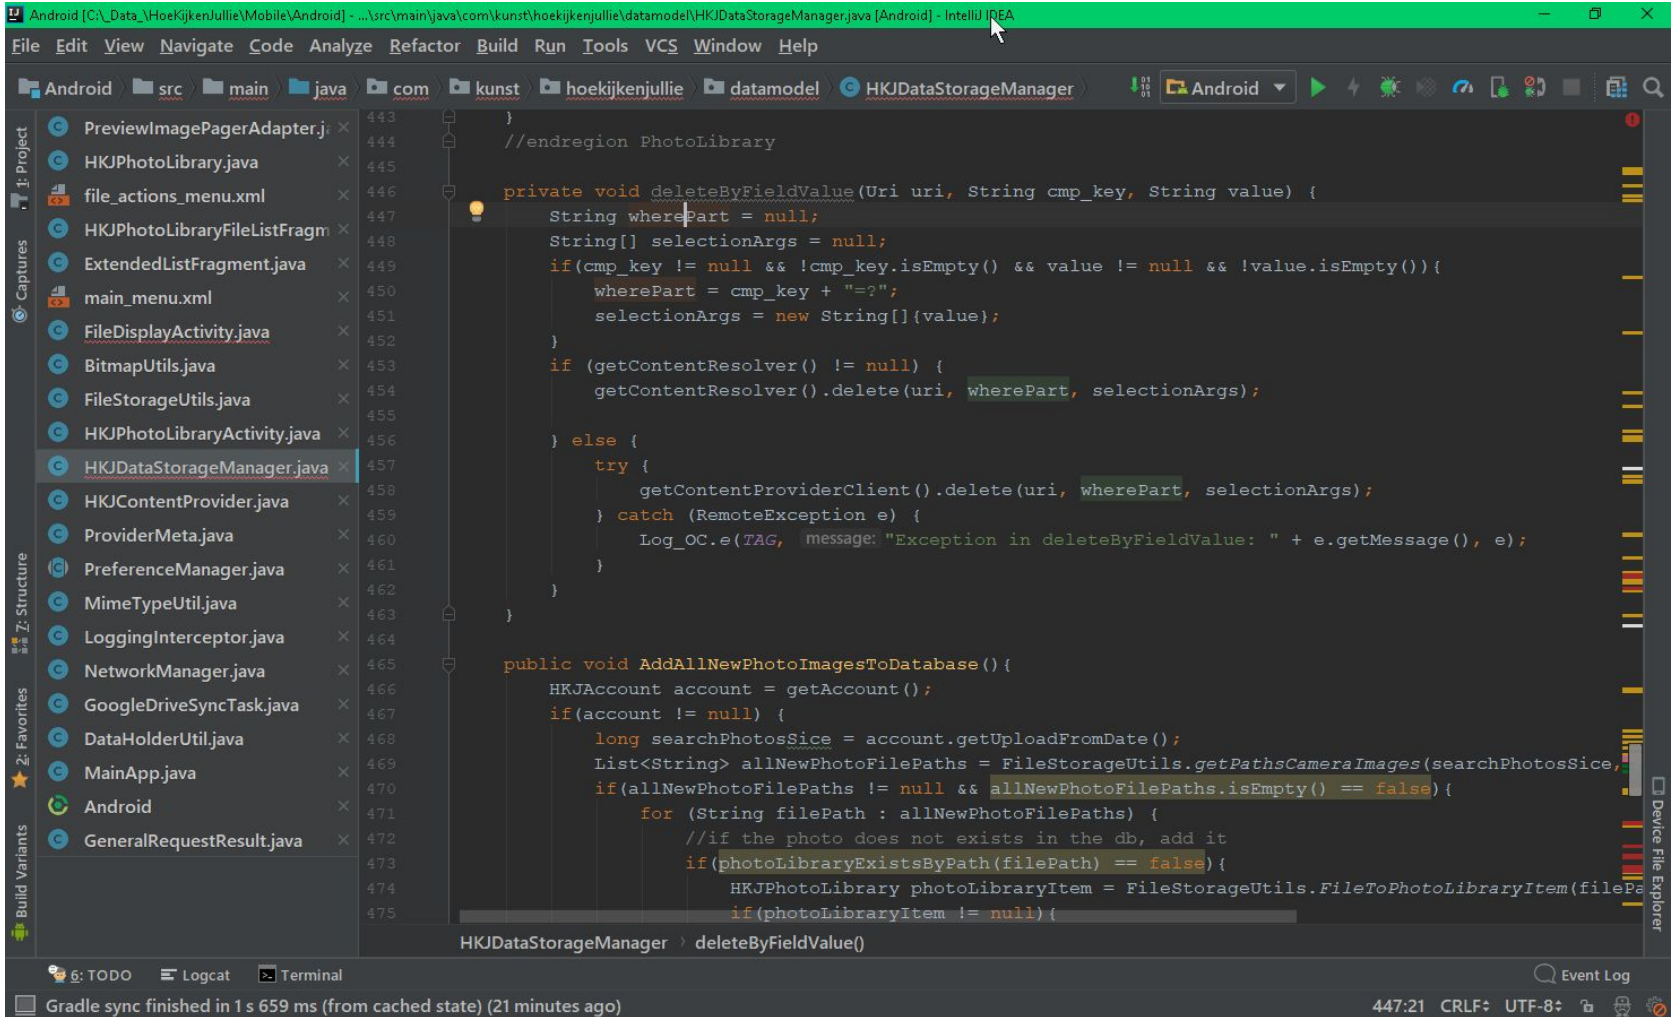 Android [C:\_Data_\HoeKijkenJullie\Mobile\Android] - ...\src\main\java\com\kunst\hoekijkenjullie\datamodel\HKJDataStorageManager.java [Android] - IntelliJ IDEA
File Edit View Navigate Code Analyze Refactor Build Run Tools VCS Window Help
Android src main java com kunst hoekijkenjullie datamodel HKJDataStorageManager Android
1: Project
Captures
7: Structure
2: Favorites
Build Variants
PreviewImagePagerAdapter.j
HKJPhotoLibrary.java
file_actions_menu.xml
HKJPhotoLibraryFileListFragm
ExtendedListFragment.java
main_menu.xml
FileDisplayActivity.java
BitmapUtils.java
FileStorageUtils.java
HKJPhotoLibraryActivity.java
HKJDataStorageManager.java
HKJContentProvider.java
ProviderMeta.java
PreferenceManager.java
MimeTypeUtil.java
LoggingInterceptor.java
NetworkManager.java
GoogleDriveSyncTask.java
DataHolderUtil.java
MainApp.java
Android
GeneralRequestResult.java
443 }
444 //endregion PhotoLibrary
445
446 private void deleteByFieldValue(Uri uri, String cmp_key, String value) {
447 String wherePart = null;
448 String[] selectionArgs = null;
449 if(cmp_key != null && !cmp_key.isEmpty() && value != null && !value.isEmpty()){
450 wherePart = cmp_key + "=?";
451 selectionArgs = new String[]{value};
452 }
453 if (getContentResolver() != null) {
454 getContentResolver().delete(uri, wherePart, selectionArgs);
455
456 } else {
457 try {
458 getContentProviderClient().delete(uri, wherePart, selectionArgs);
459 } catch (RemoteException e) {
460 Log_OC.e(TAG, message: "Exception in deleteByFieldValue: " + e.getMessage(), e);
461 }
462 }
463 }
464
465 public void AddAllNewPhotoImagesToDatabase(){
466 HKJAccount account = getAccount();
467 if(account != null) {
468 long searchPhotosSice = account.getUploadFromDate();
469 List<String> allNewPhotoFilePaths = FileStorageUtils.getPathsCameraImages(searchPhotosSice,
470 if(allNewPhotoFilePaths != null && allNewPhotoFilePaths.isEmpty() == false){
471 for (String filePath : allNewPhotoFilePaths) {
472 //if the photo does not exists in the db, add it
473 if(photoLibraryExistsByPath(filePath) == false){
474 HKJPhotoLibrary photoLibraryItem = FileStorageUtils.FileToPhotoLibraryItem(filePa
475 if(photoLibraryItem != null){
Device File Explorer
HKJDataStorageManager deleteByFieldValue()
6: TODO Logcat Terminal Event Log
Gradle sync finished in 1 s 659 ms (from cached state) (21 minutes ago) 447:21 CRLF UTF-8